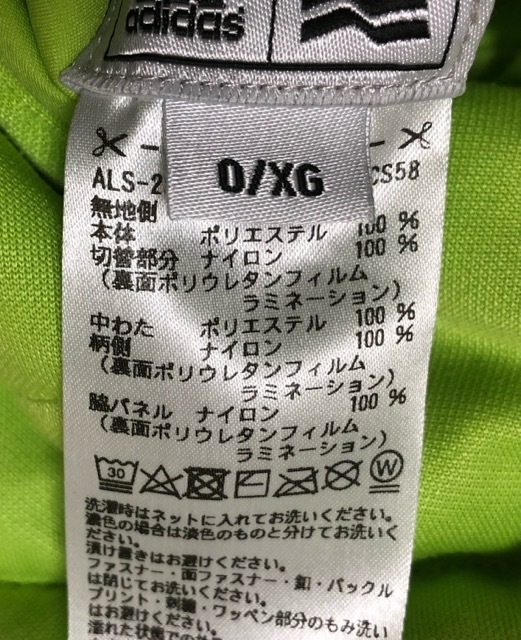 adidas
O/XG
ALS-2
CS58
無地側
本体 ポリエステル 100 %
切替部分 ナイロン 100 %
(裏面ポリウレタンフィルム
ラミネーション)
中わた ポリエステル 100 %
柄側 ナイロン 100 %
(裏面ポリウレタンフィルム
ラミネーション)
脇パネル ナイロン 100 %
(裏面ポリウレタンフィルム
ラミネーション)
30 W
洗濯時はネットに入れてお洗いください。
濃色の場合は淡色のものと分けてお洗いく
ださい。
漬け置きはお避けください。
ファスナー・面ファスナー・釦・バックル
は閉じてお洗いください。
プリント・刺繍・ワッペン部分のもみ洗い
濡れた状態での